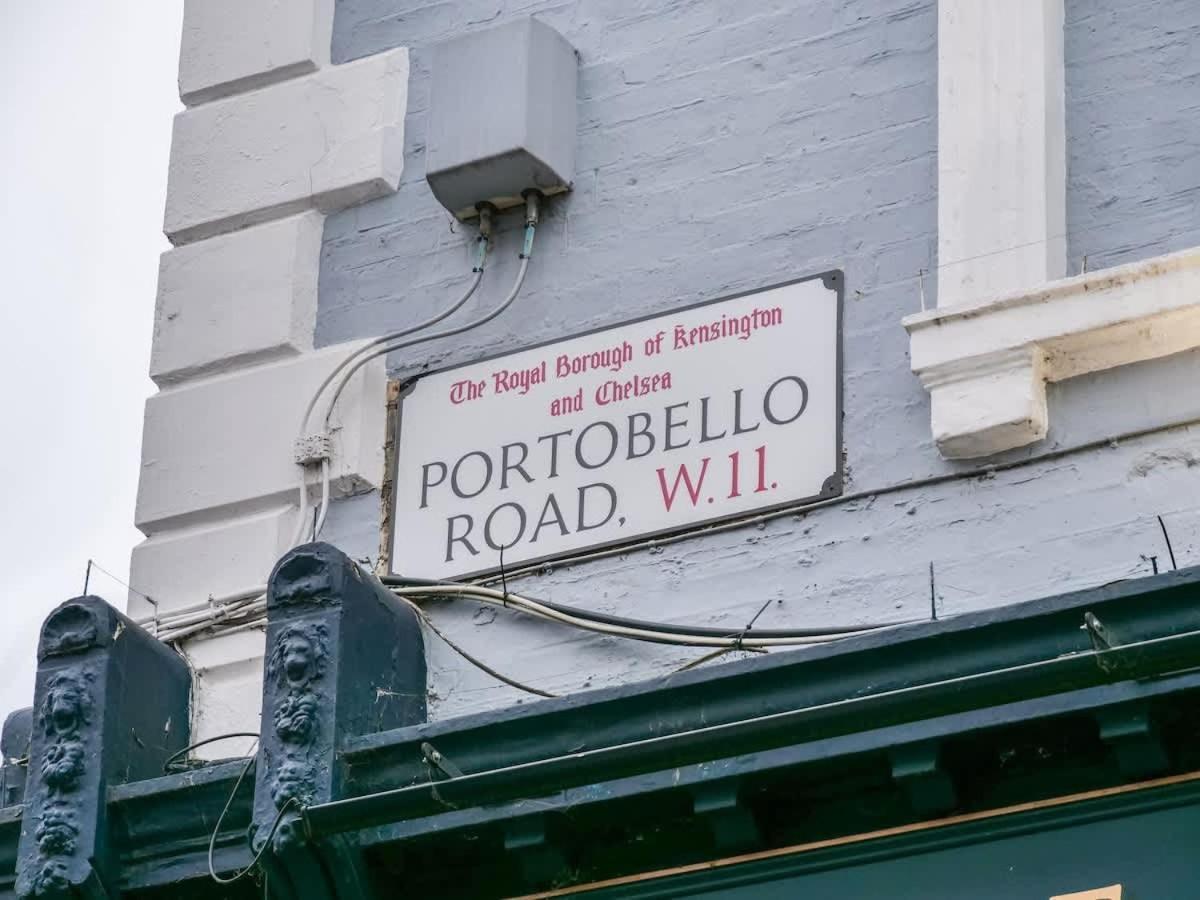 The Royal Borough of Kensington
and Chelsea
PORTOBELLO
ROAD, W.11.